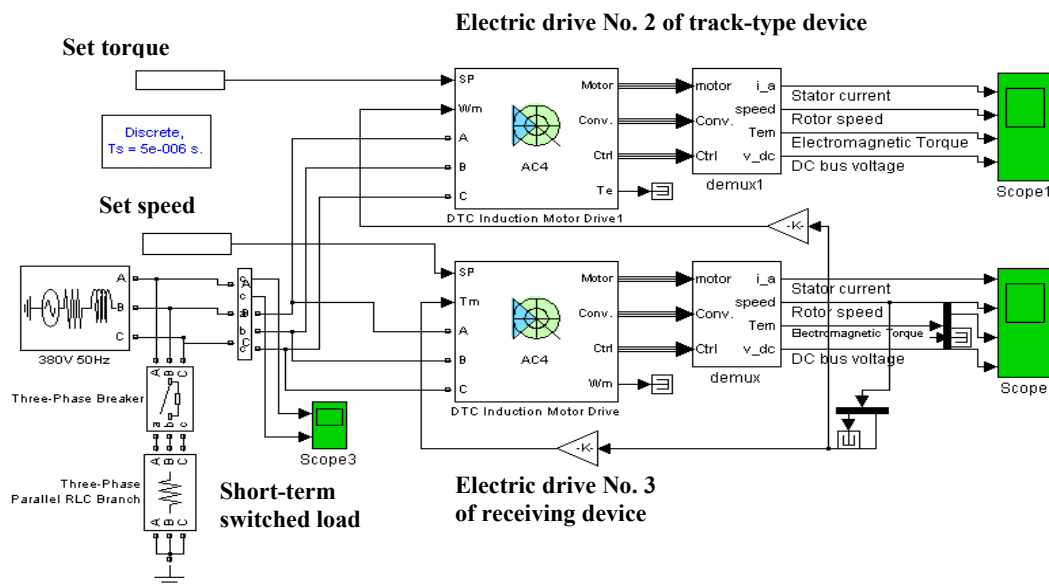 Electric drive No. 2 of track-type device
Set torque
Discrete,
Ts = 5e-006 s.
SP
Wm
A
B
C
Motor
Conv.
Ctrl
Te
AC4
DTC Induction Motor Drive1
motor
Conv.
Ctrl
i_a
speed
Tem
v_dc
demux1
Stator current
Rotor speed
Electromagnetic Torque
DC bus voltage
Scope1
-K-
Set speed
A
B
C
380V 50Hz
A
B
C
a
b
c
Three-Phase Breaker
A
B
C
A
B
C
Three-Phase
Parallel RLC Branch
Scope3
Short-term
switched load
SP
Tm
A
B
C
Motor
Conv.
Ctrl
Wm
AC4
DTC Induction Motor Drive
motor
Conv.
Ctrl
i_a
speed
Tem
v_dc
demux
Stator current
Rotor speed
Electromagnetic Torque
DC bus voltage
Scope
-K-
Electric drive No. 3
of receiving device